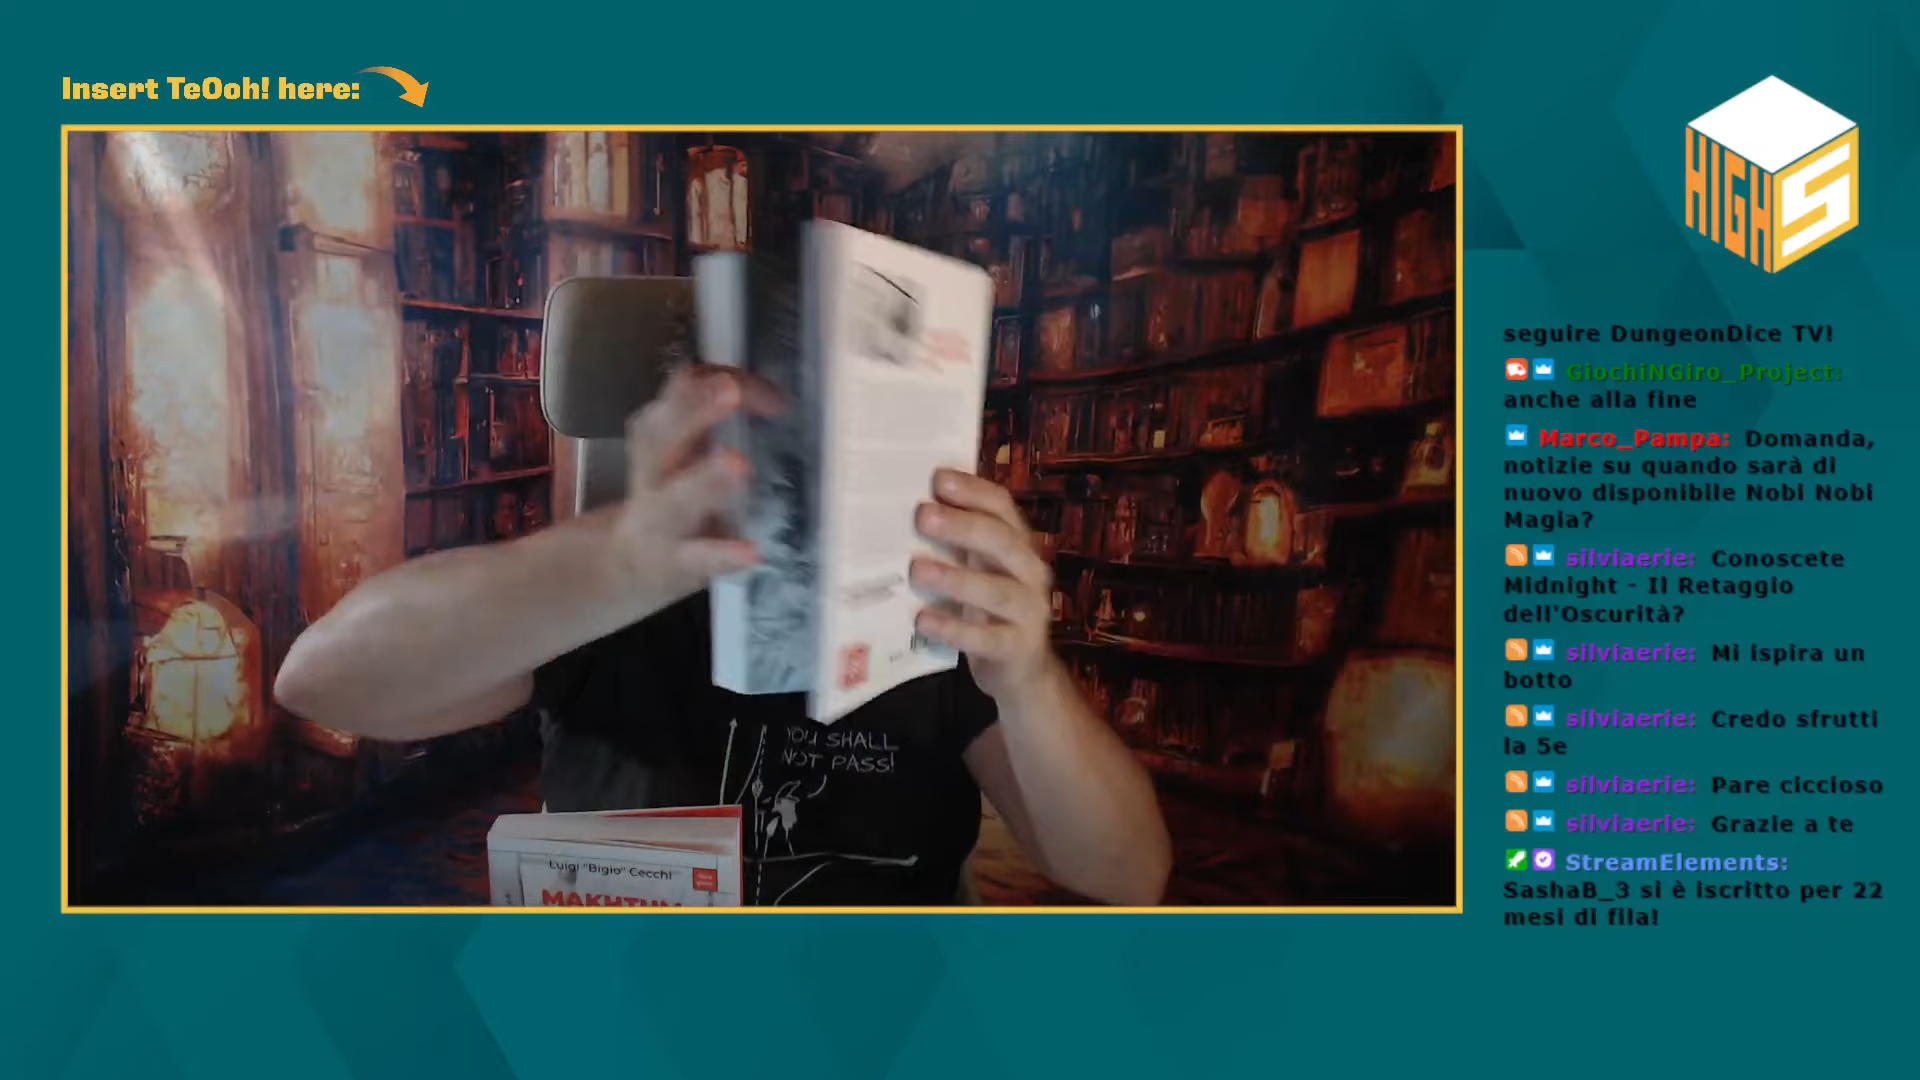 Insert TeOoh! here:
HIGH 5
seguire DungeonDice TV!
GiochiNGiro_Project:
anche alla fine
Marco_Pampa: Domanda,
notizie su quando sarà di
nuovo disponibile Nobi Nobi
Magia?
silviaerie: Conoscete
Midnight - Il Retaggio
dell'Oscurità?
silviaerie: Mi ispira un
botto
silviaerie: Credo sfrutti
la 5e
silviaerie: Pare ciccioso
silviaerie: Grazie a te
StreamElements:
SashaB_3 si è iscritto per 22
mesi di fila!
YOU SHALL
NOT PASS!
Luigi "Bigio" Cecchi
MAKHTUM